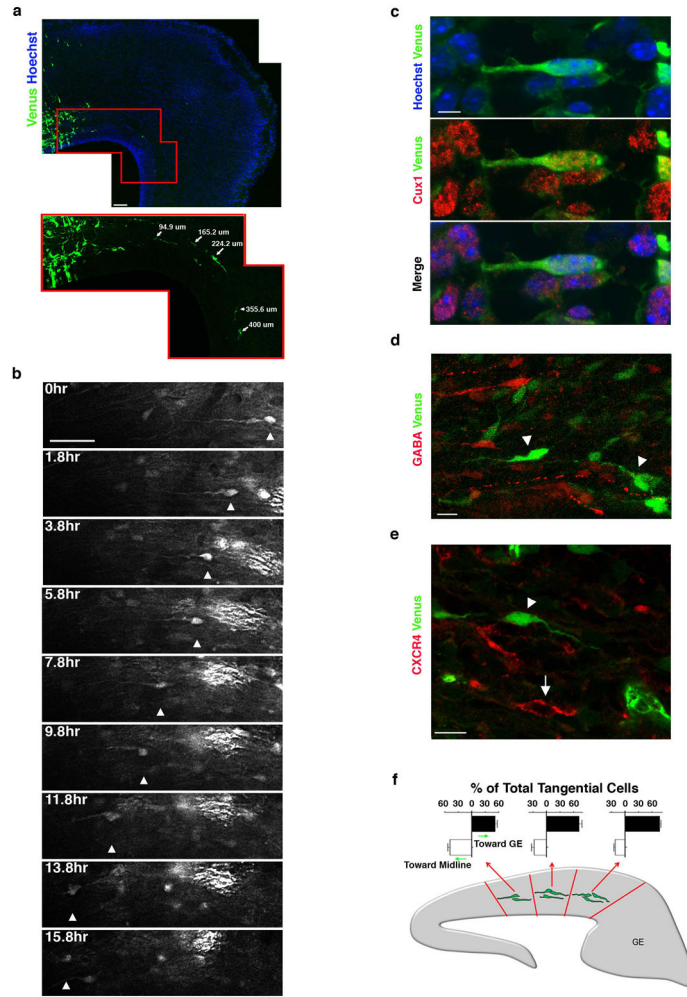 a
Venus Hoechst
94.9 um
165.2 um
224.2 um
355.6 um
400 um
b
0hr
1.8hr
3.8hr
5.8hr
7.8hr
9.8hr
11.8hr
13.8hr
15.8hr
c
Hoechst Venus
Cux1 Venus
Merge
d
GABA Venus
e
CXCR4 Venus
f
% of Total Tangential Cells
60 30 0 30 60
30 0 30 60
30 0 30 60
Toward GE
Toward Midline
GE